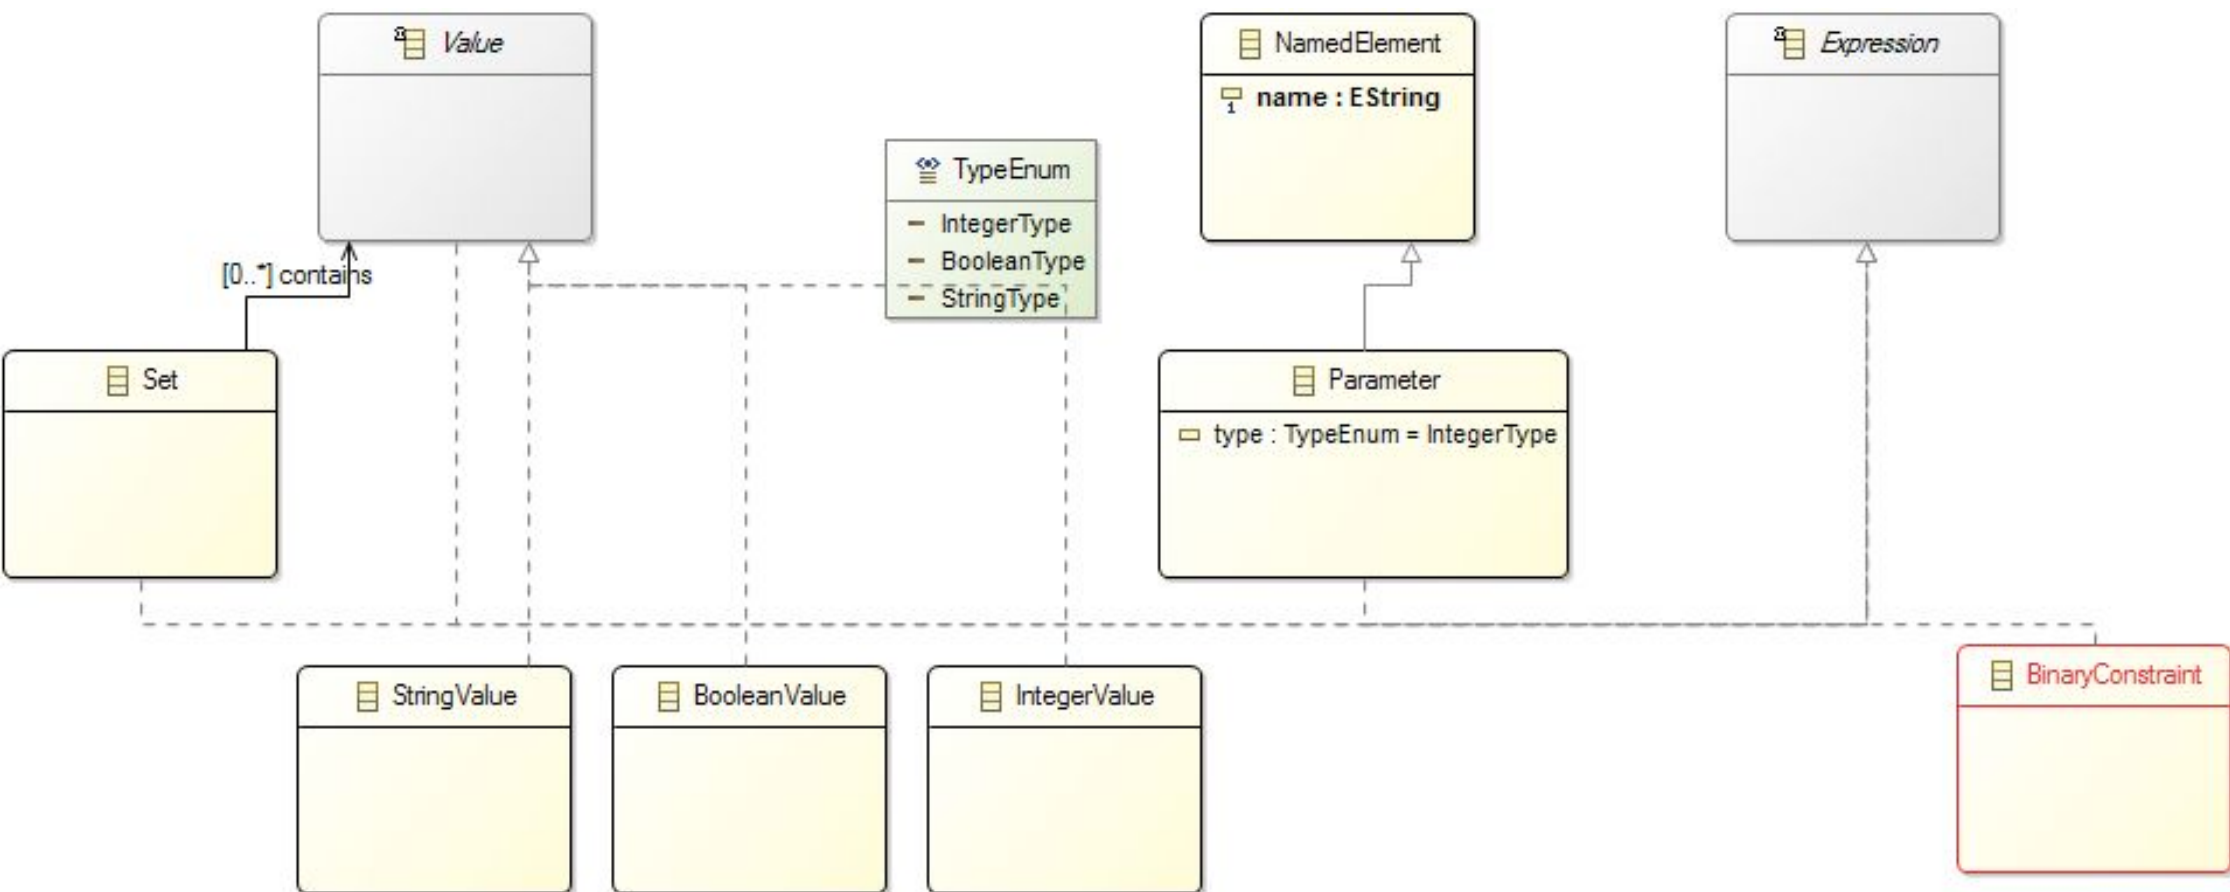 Value
NamedElement
name : EString
Expression
TypeEnum
IntegerType
BooleanType
StringType
[0..*] contains
Set
Parameter
type : TypeEnum = IntegerType
StringValue
BooleanValue
IntegerValue
BinaryConstraint